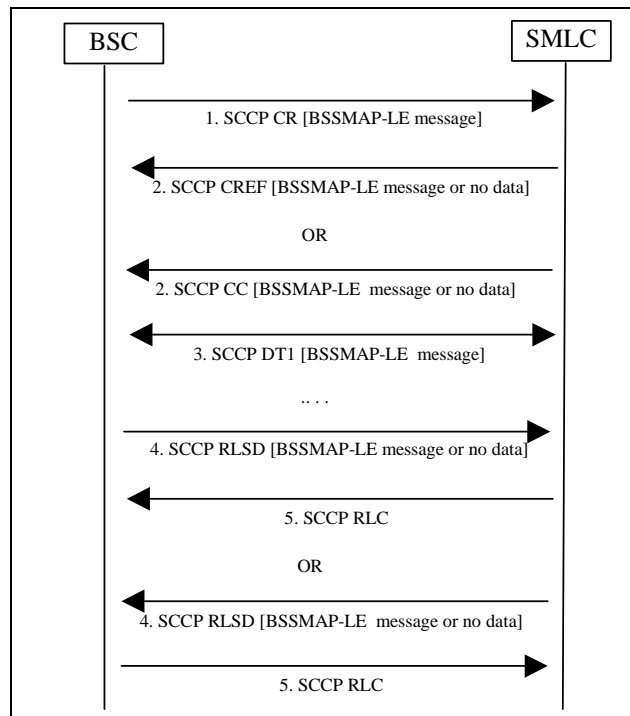 BSC SMLC
1. SCCP CR [BSSMAP-LE message]
2. SCCP CREF [BSSMAP-LE message or no data]
OR
2. SCCP CC [BSSMAP-LE message or no data]
3. SCCP DT1 [BSSMAP-LE message]
.. . .
4. SCCP RLSD [BSSMAP-LE message or no data]
5. SCCP RLC
OR
4. SCCP RLSD [BSSMAP-LE message or no data]
5. SCCP RLC